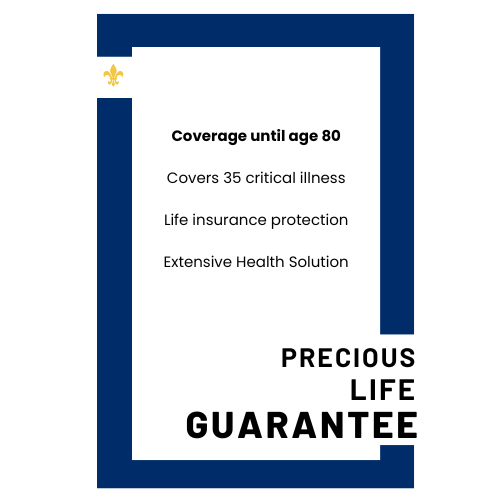 Coverage until age 80
Covers 35 critical illness
Life insurance protection
Extensive Health Solution
PRECIOUS
LIFE
GUARANTEE